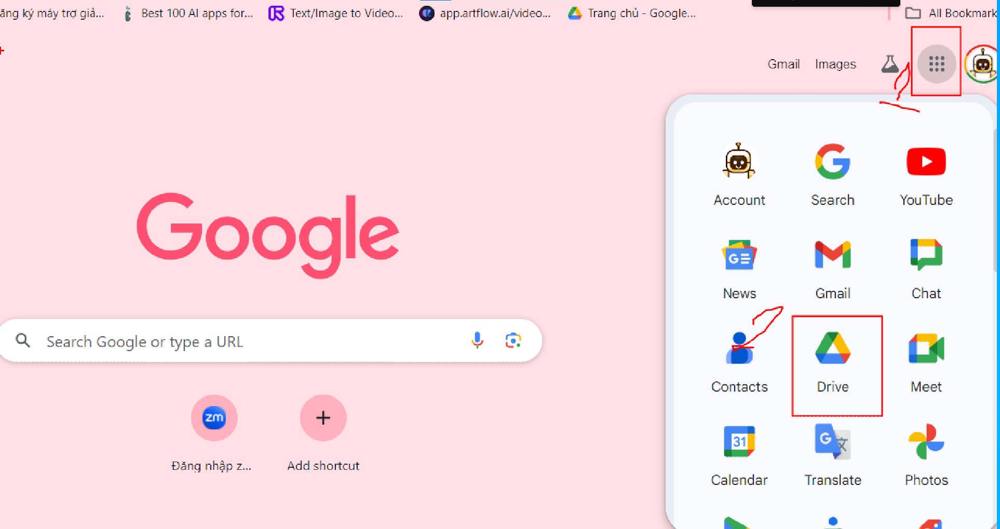 ăng ký máy trợ giả... Best 100 AI apps for... Text/Image to Video... app.artflow.ai/video... Trang chủ - Google... All Bookmark
Gmail Images
Account Search YouTube
Google
News Gmail Chat
Search Google or type a URL
Contacts Drive Meet
zm
31
Đăng nhập z... Add shortcut
Calendar Translate Photos